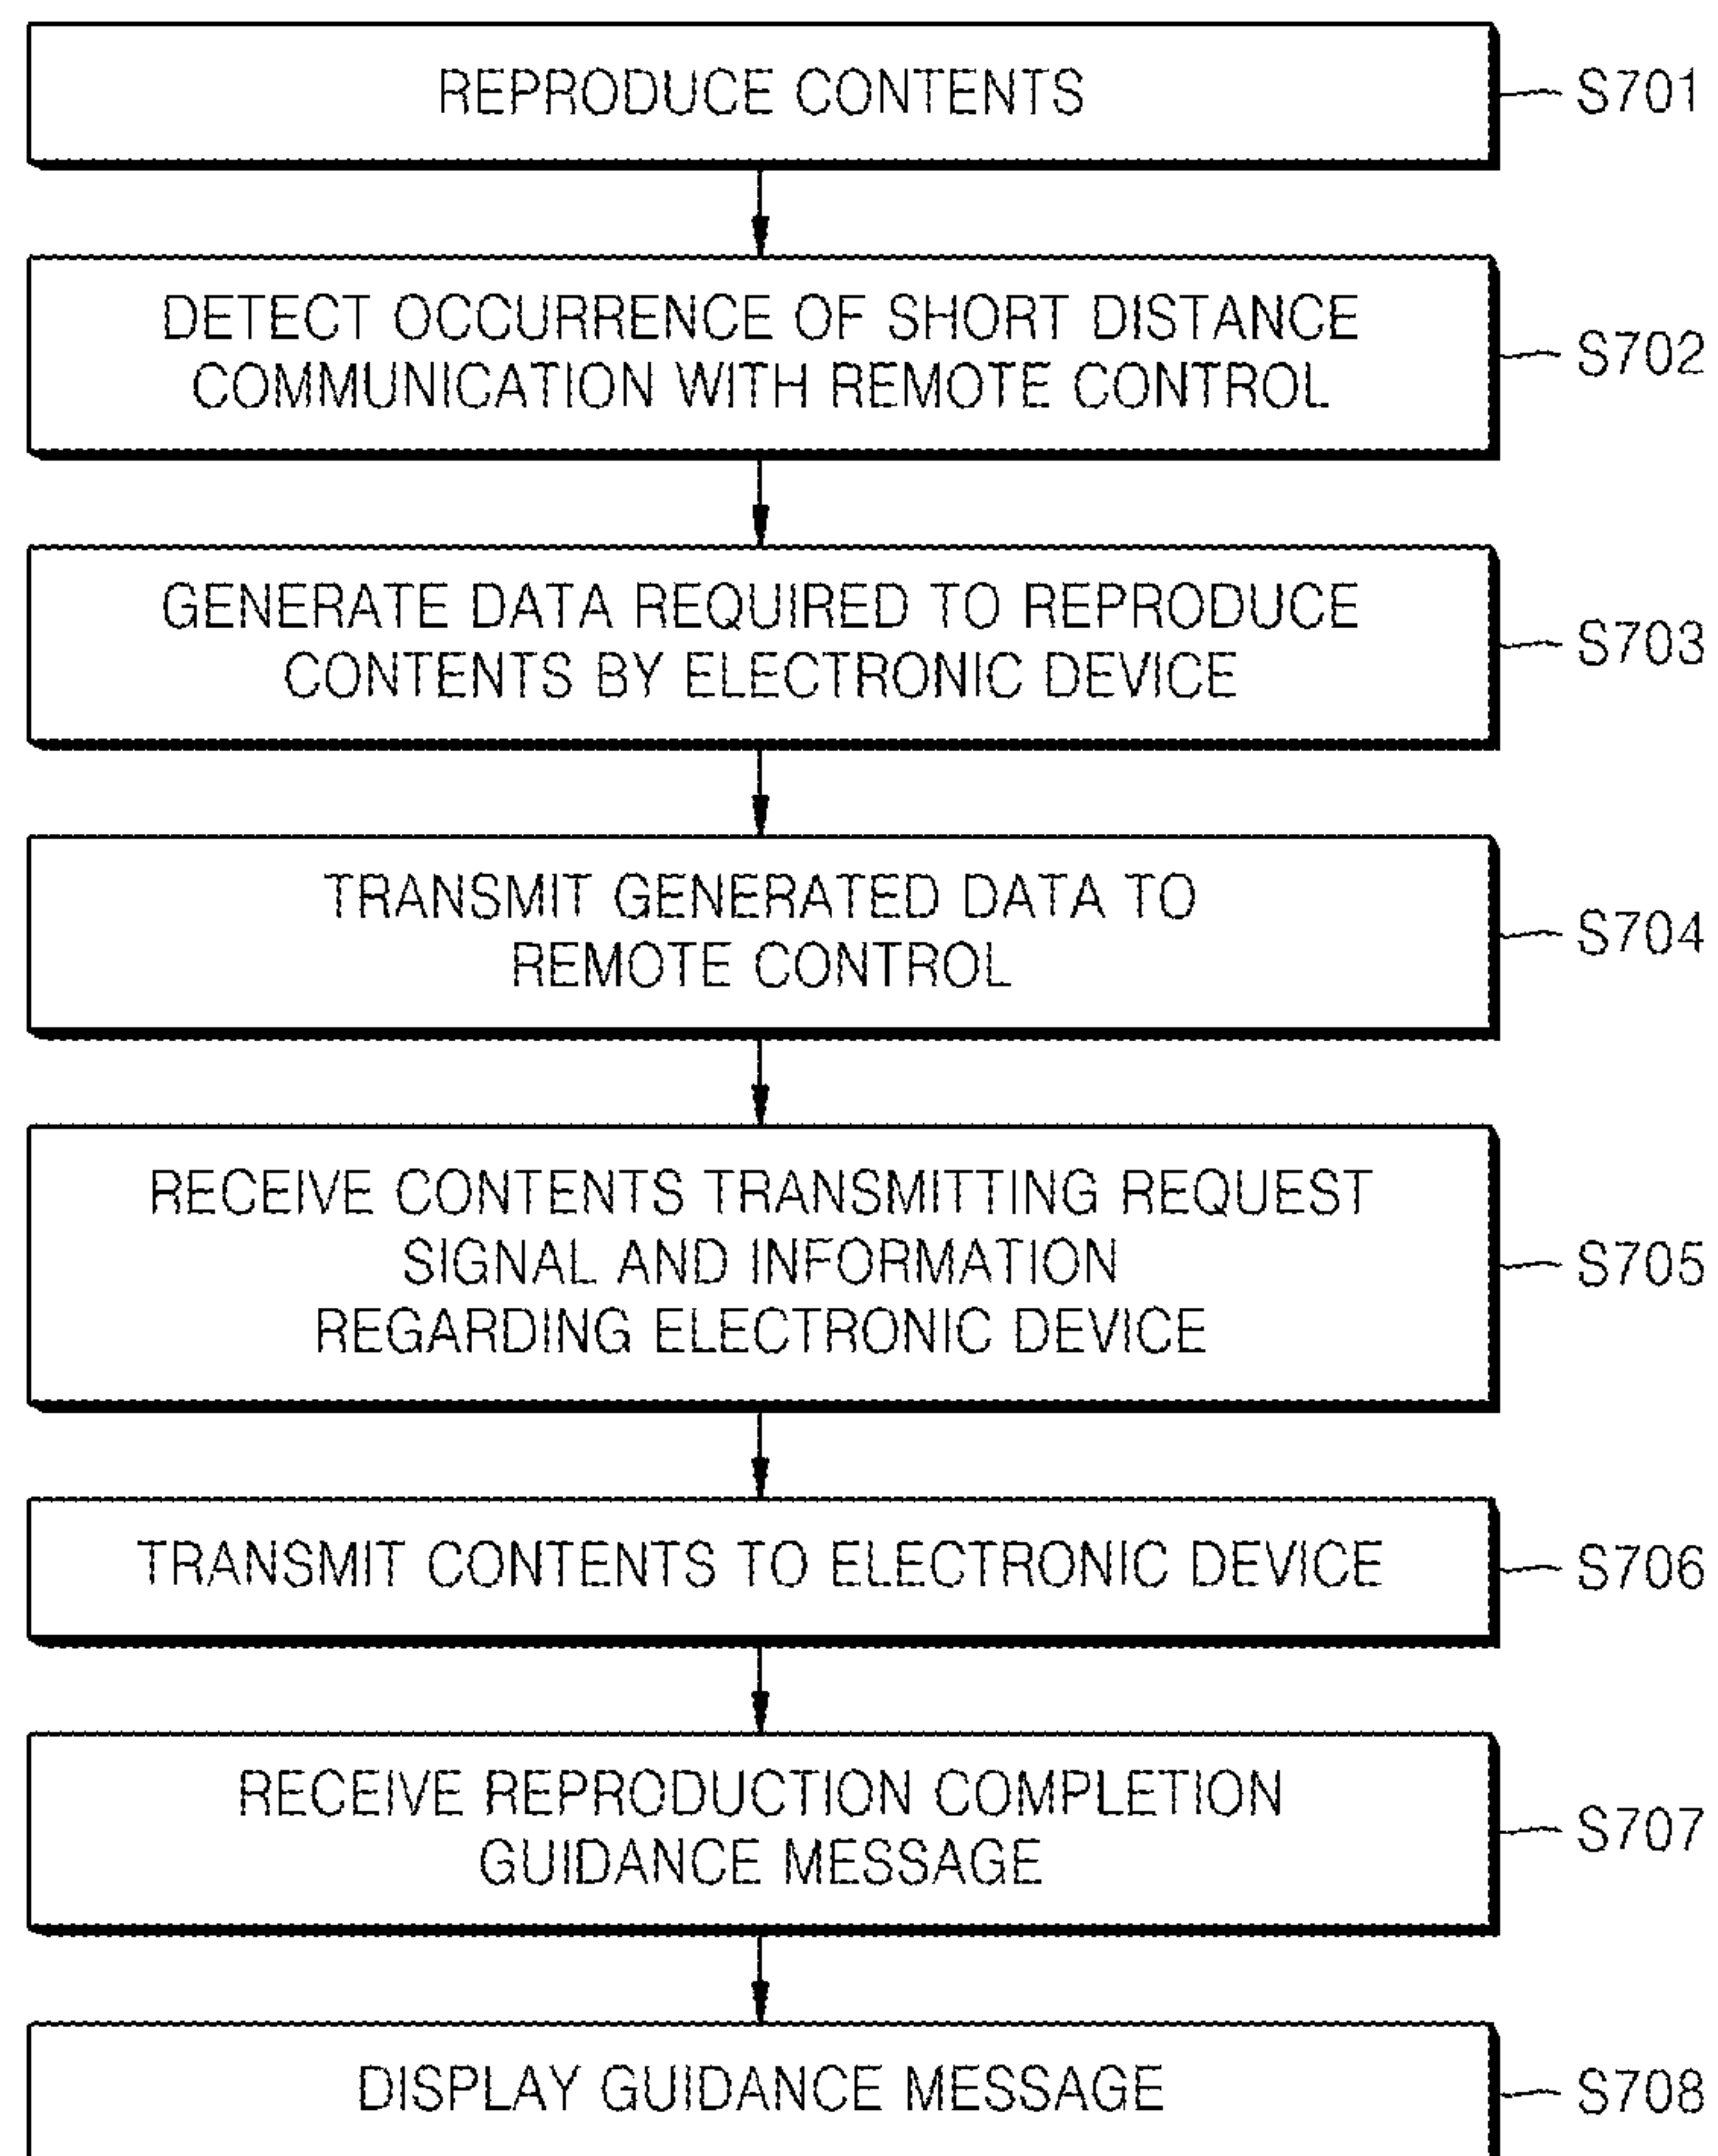 REPRODUCE CONTENTS
S701
DETECT OCCURRENCE OF SHORT DISTANCE
COMMUNICATION WITH REMOTE CONTROL
S702
GENERATE DATA REQUIRED TO REPRODUCE
CONTENTS BY ELECTRONIC DEVICE
S703
TRANSMIT GENERATED DATA TO
REMOTE CONTROL
S704
RECEIVE CONTENTS TRANSMITTING REQUEST
SIGNAL AND INFORMATION
REGARDING ELECTRONIC DEVICE
S705
TRANSMIT CONTENTS TO ELECTRONIC DEVICE
S706
RECEIVE REPRODUCTION COMPLETION
GUIDANCE MESSAGE
S707
DISPLAY GUIDANCE MESSAGE
S708